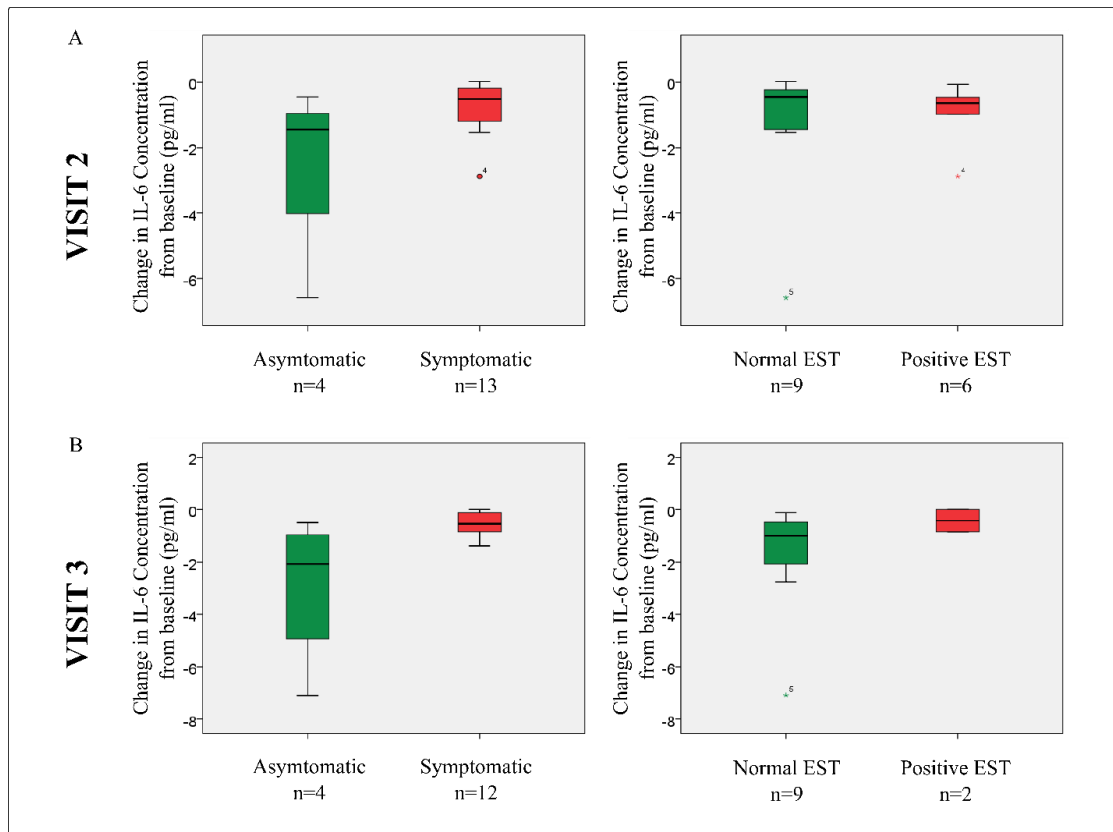 A
VISIT 2
Change in IL-6 Concentration
from baseline (pg/ml)
0
-2
-4
-6
4
Asymtomatic
n=4
Symptomatic
n=13
Change in IL-6 Concentration
from baseline (pg/ml)
0
-2
-4
-6
5
4
Normal EST
n=9
Positive EST
n=6
B
VISIT 3
Change in IL-6 Concentration
from baseline (pg/ml)
2
0
-2
-4
-6
-8
Asymtomatic
n=4
Symptomatic
n=12
Change in IL-6 Concentration
from baseline (pg/ml)
2
0
-2
-4
-6
-8
5
Normal EST
n=9
Positive EST
n=2